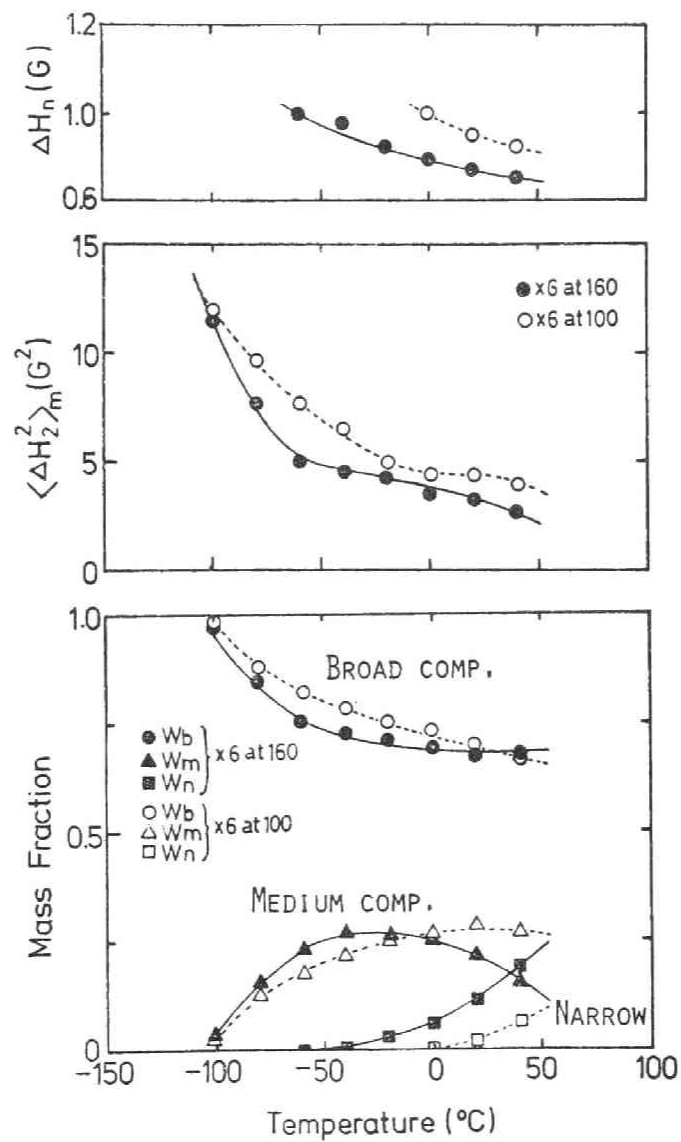 1.2
1.0
0.6
ΔHn (G)
15
10
5
0
⟨ΔH₂²⟩m (G²)
● x6 at 160
○ x6 at 100
1.0
0.5
0
Mass Fraction
BROAD COMP.
● Wb
▲ Wm
■ Wn
x6 at 160
○ Wb
△ Wm
□ Wn
x6 at 100
MEDIUM COMP.
NARROW
-150 -100 -50 0 50 100
Temperature (°C)